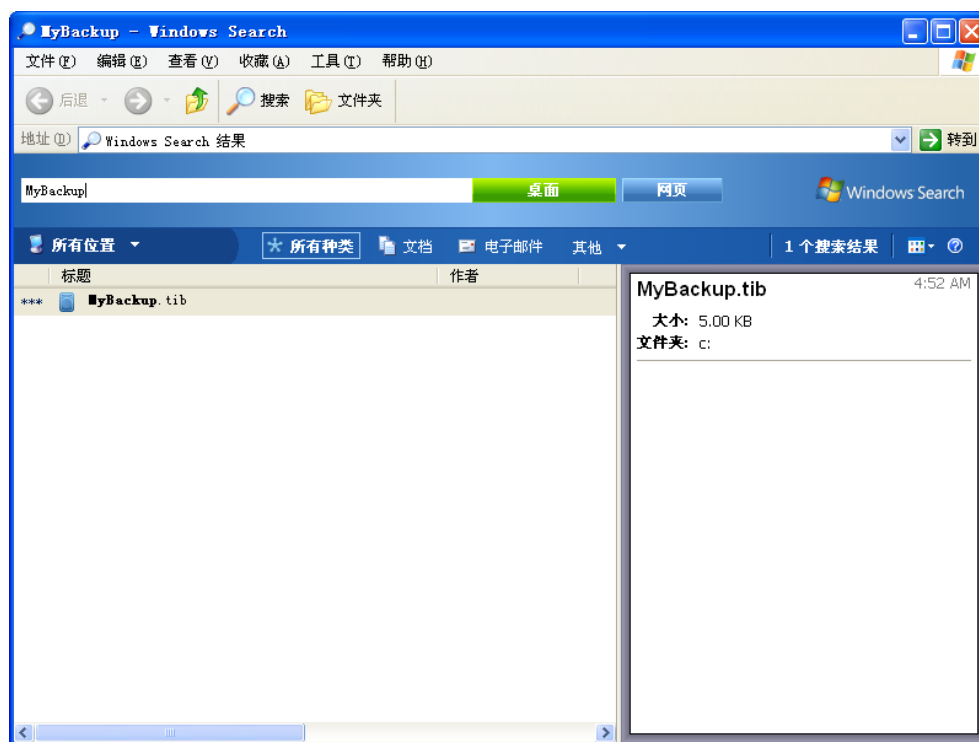 MyBackup - Windows Search
文件(F) 编辑(E) 查看(V) 收藏(A) 工具(T) 帮助(H)
后退 搜索 文件夹
地址(D) Windows Search 结果 转到
MyBackup 桌面 网页 Windows Search
所有位置 所有种类 文档 电子邮件 其他 1 个搜索结果
标题 作者
*** MyBackup.tib
MyBackup.tib 4:52 AM
大小: 5.00 KB
文件夹: c: